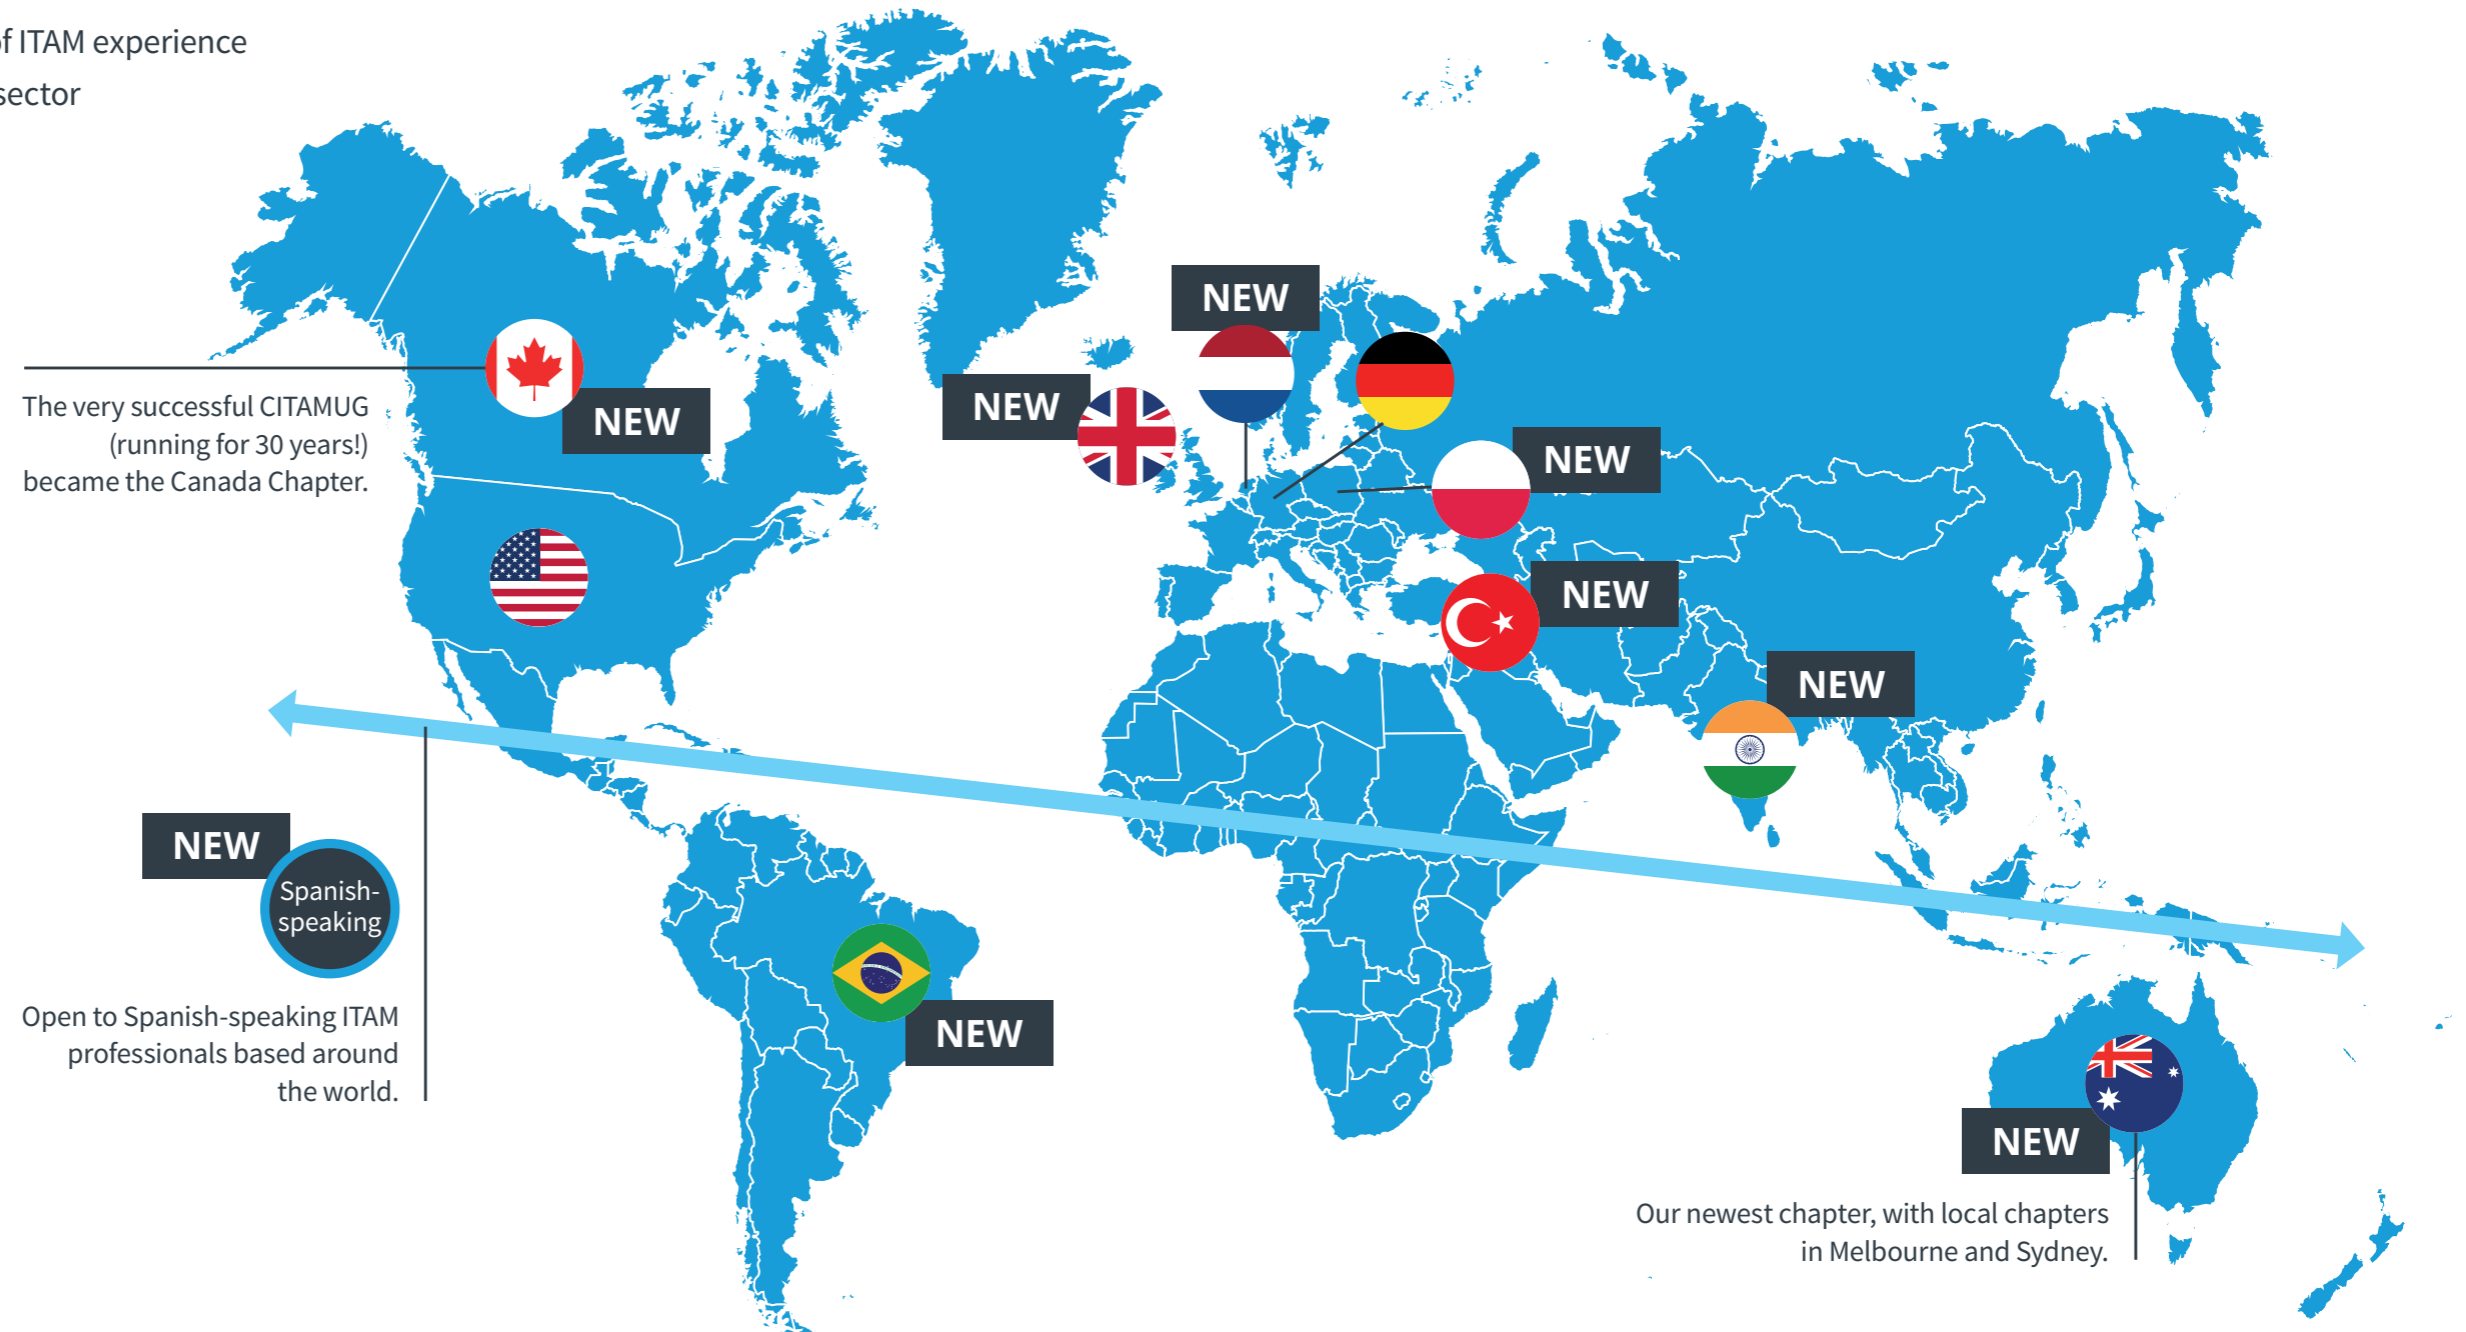 of ITAM experience
sector
NEW
NEW
The very successful CITAMUG
(running for 30 years!)
became the Canada Chapter.
NEW
NEW
NEW
NEW
NEW
Spanish-
speaking
Open to Spanish-speaking ITAM
professionals based around
the world.
NEW
NEW
Our newest chapter, with local chapters
in Melbourne and Sydney.